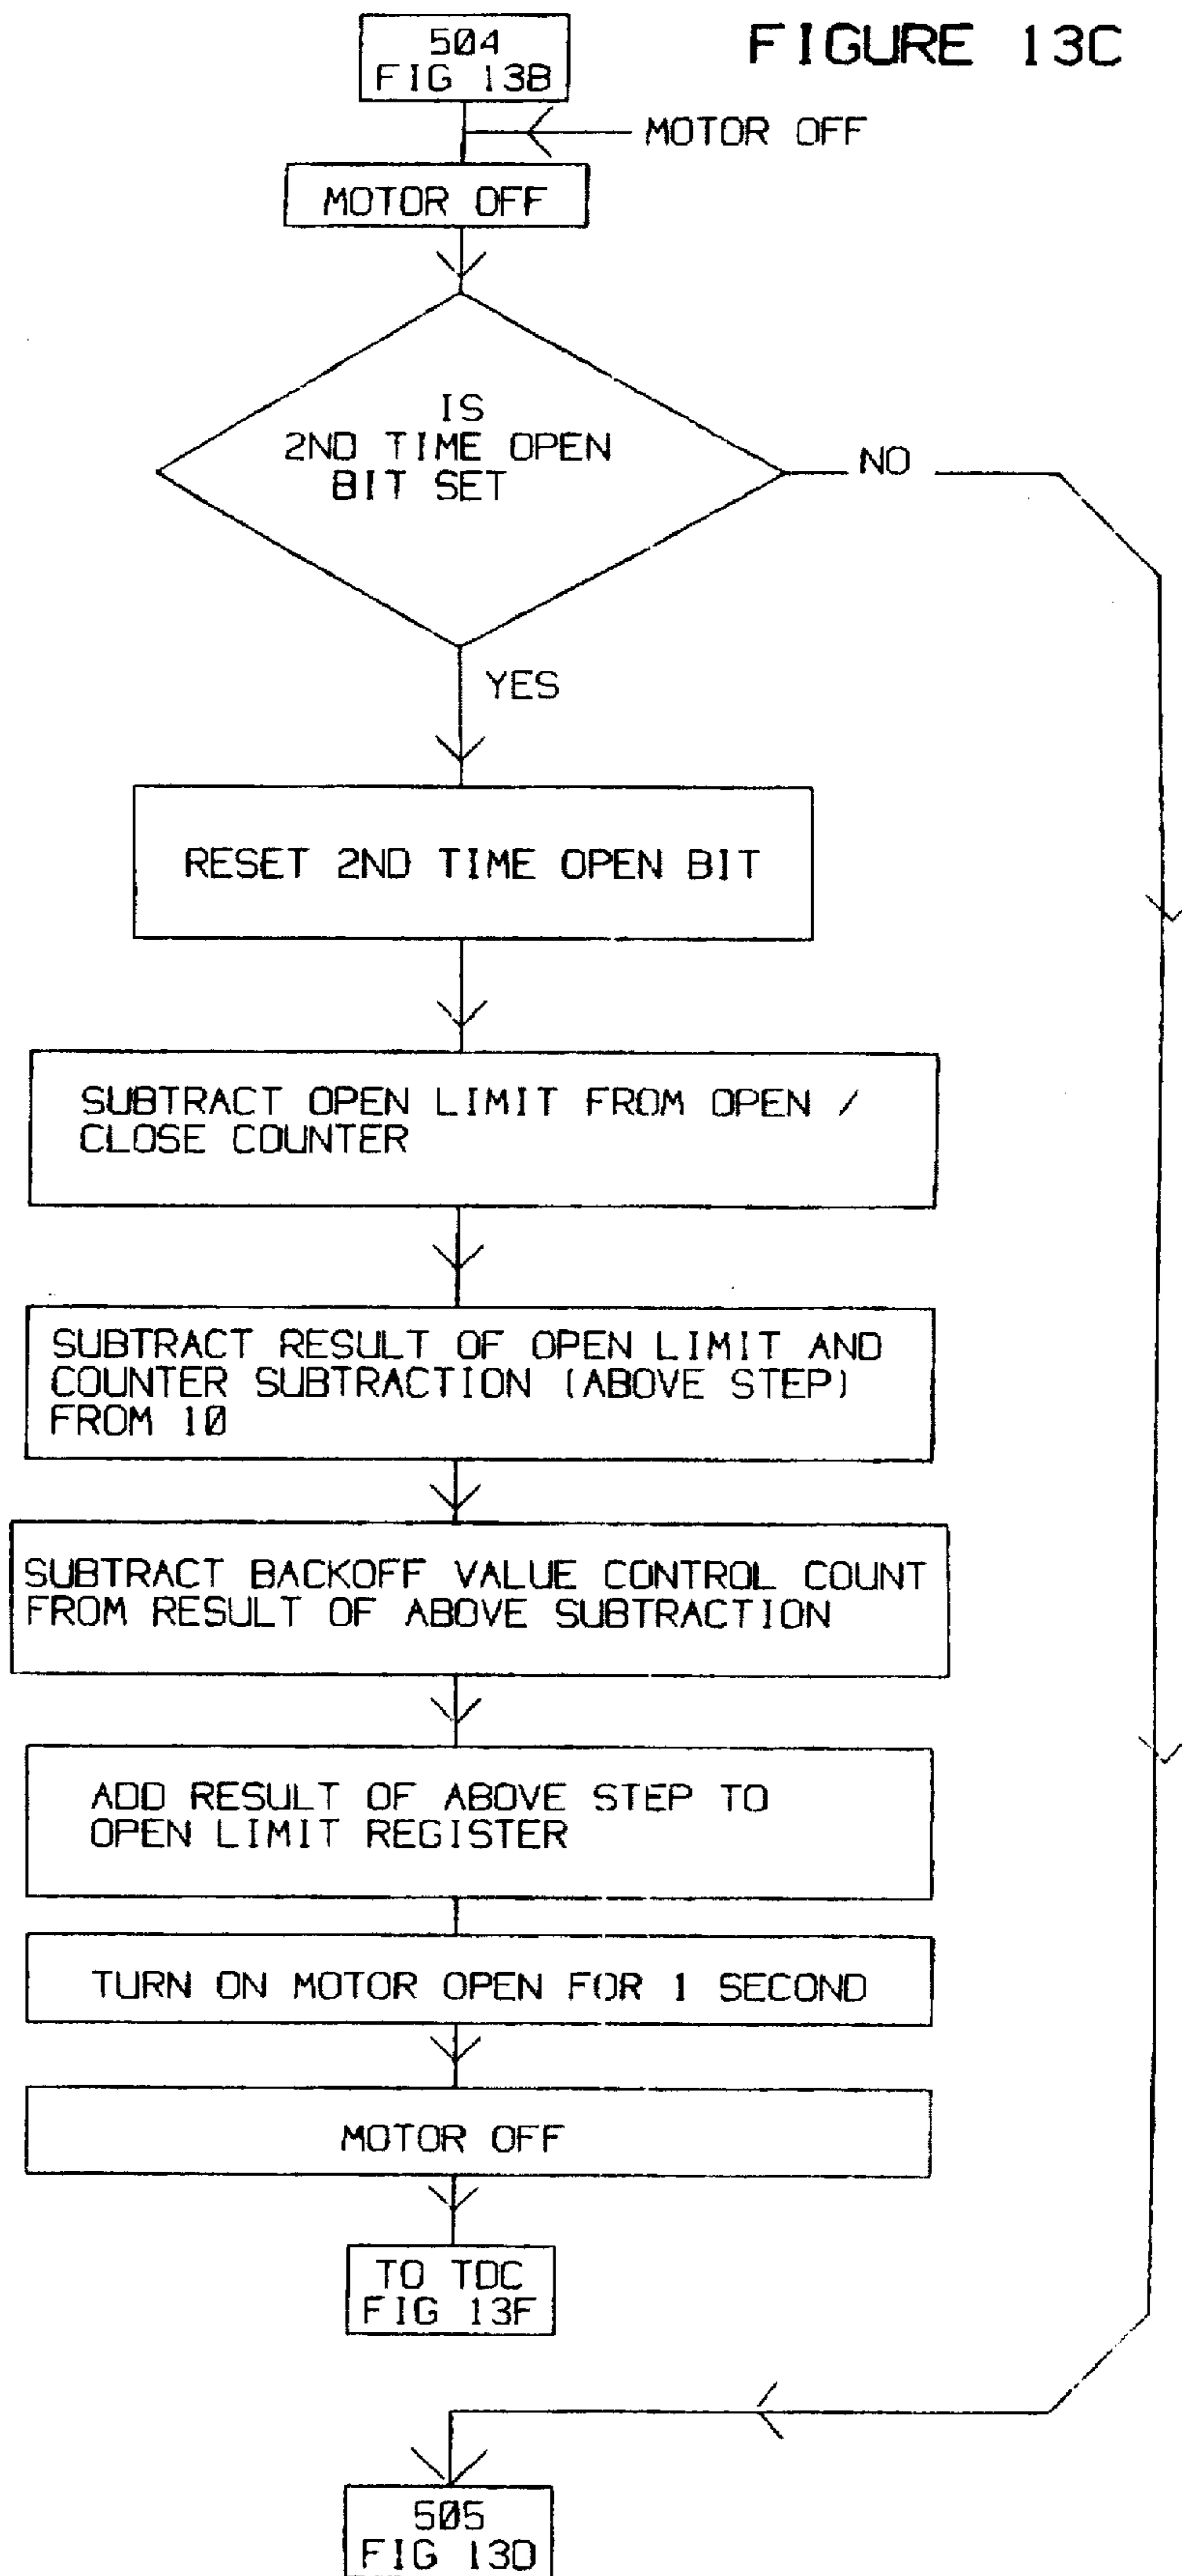 FIGURE 13C
504
FIG 13B
MOTOR OFF
MOTOR OFF
IS
2ND TIME OPEN
BIT SET
NO
YES
RESET 2ND TIME OPEN BIT
SUBTRACT OPEN LIMIT FROM OPEN /
CLOSE COUNTER
SUBTRACT RESULT OF OPEN LIMIT AND
COUNTER SUBTRACTION (ABOVE STEP)
FROM 10
SUBTRACT BACKOFF VALUE CONTROL COUNT
FROM RESULT OF ABOVE SUBTRACTION
ADD RESULT OF ABOVE STEP TO
OPEN LIMIT REGISTER
TURN ON MOTOR OPEN FOR 1 SECOND
MOTOR OFF
TO TDC
FIG 13F
505
FIG 13D